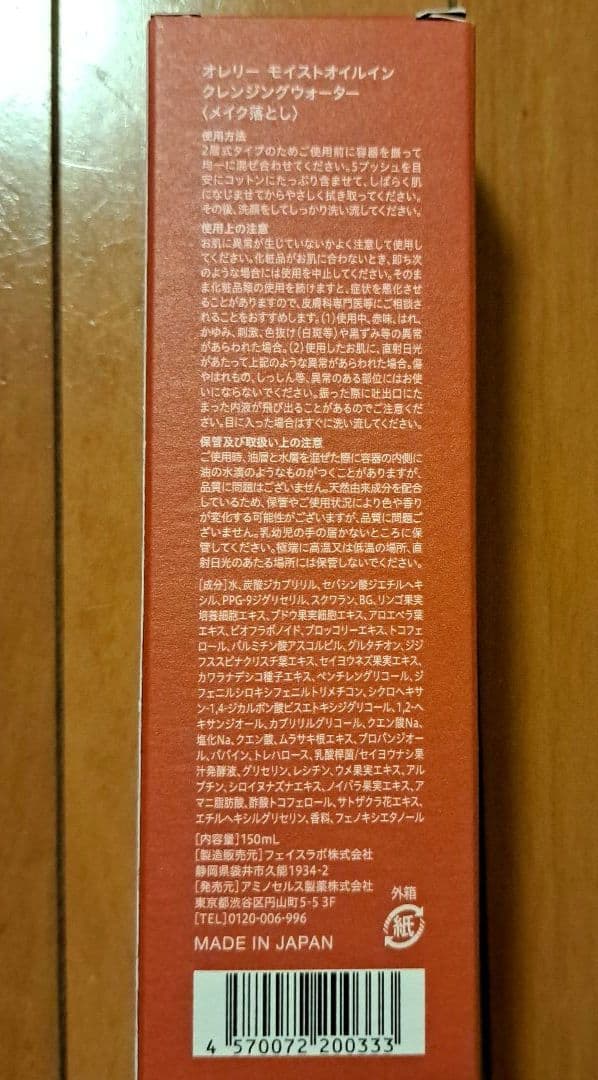 オレリー モイストオイルイン
クレンジングウォーター
〈メイク落とし〉
使用方法
2層式タイプのためご使用前に容器を振って
均一に混ぜ合わせてください。5プッシュを目
安にコットンにたっぷり含ませて、しばらく肌
になじませてからやさしく拭き取ってください。
その後、洗顔をしてしっかり洗い流してください。
使用上の注意
お肌に異常が生じていないかよく注意して使用し
てください。化粧品がお肌に合わないとき、即ち次
のような場合には使用を中止してください。そのま
ま化粧品類の使用を続けますと、症状を悪化させ
ることがありますので、皮膚科専門医等にご相談さ
れることをおすすめします。(1)使用中、赤味、はれ、
かゆみ、刺激、色抜け(白斑等)や黒ずみ等の異常
があらわれた場合。(2)使用したお肌に、直射日光
があたって上記のような異常があらわれた場合。傷
やはれもの、しっしん等、異常のある部位にはお使
いにならないでください。振った際に吐出口にた
まった内液が飛び出ることがあるのでご注意くだ
さい。目に入った場合はすぐに洗い流してください。
保管及び取扱い上の注意
ご使用時、油層と水層を混ぜた際に容器の内側に
油の水滴のようなものがつくことがありますが、
品質に問題はございません。天然由来成分を配合
しているため、保管やご使用状況により色や香り
が変化する可能性がございますが、品質に問題ご
ざいません。乳幼児の手の届かないところに保
管してください。極端に高温又は低温の場所、直
射日光のあたる場所には保管しないでください。
[成分]水、炭酸ジカプリリル、セバシン酸ジエチルヘキ
シル、PPG-9ジグリセリル、スクワラン、BG、リンゴ果実
培養細胞エキス、ブドウ果実細胞エキス、アロエベラ葉
エキス、ビオフラボノイド、ブロッコリーエキス、トコフェ
ロール、パルミチン酸アスコルビル、グルタチオン、ジジ
フススピナクリスチ葉エキス、セイヨウネズ果実エキス、
カワラナデシコ種子エキス、ペンチレングリコール、ジ
フェニルシロキシフェニルトリメチコン、シクロヘキサ
ン-1,4-ジカルボン酸ビスエトキシジグリコール、1,2-ヘ
キサンジオール、カプリリルグリコール、クエン酸Na、
塩化Na、クエン酸、ムラサキ根エキス、プロパンジオー
ル、パパイン、トレハロース、乳酸桿菌/セイヨウナシ果
汁発酵液、グリセリン、レシチン、ウメ果実エキス、アル
ブチン、シロイヌナズナエキス、ノイバラ果実エキス、ア
マニ脂肪酸、酢酸トコフェロール、サトザクラ花エキス、
エチルヘキシルグリセリン、香料、フェノキシエタノール
[内容量]150mL
[製造販売元]フェイスラボ株式会社
静岡県袋井市久能1934-2
[発売元]アミノセルス製薬株式会社
東京都渋谷区円山町5-5 3F
[TEL]0120-006-996
外箱
紙
MADE IN JAPAN
4 570072 200333